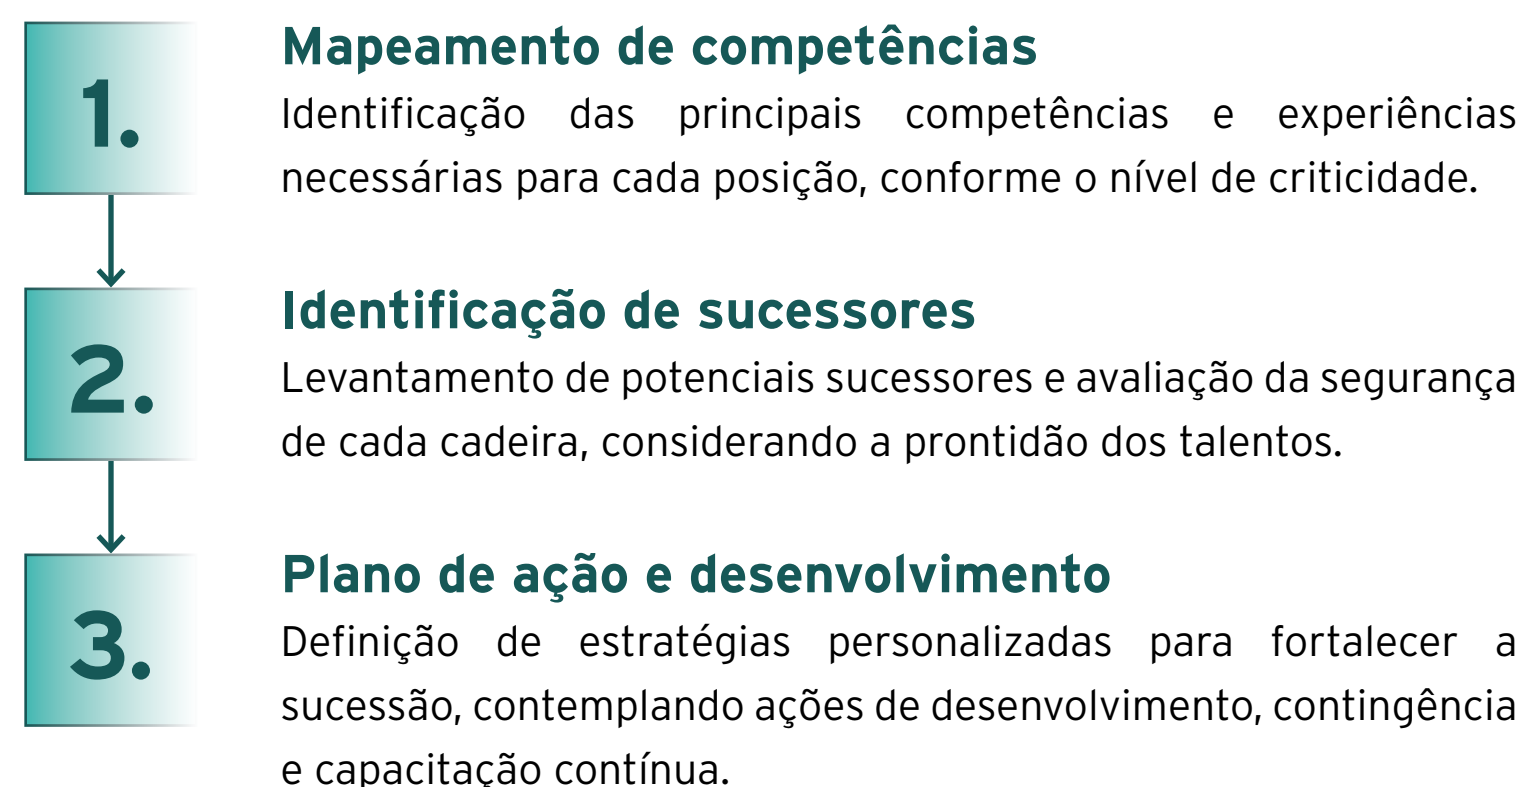 1.
Mapeamento de competências
Identificação das principais competências e experiências
necessárias para cada posição, conforme o nível de criticidade.
2.
Identificação de sucessores
Levantamento de potenciais sucessores e avaliação da segurança
de cada cadeira, considerando a prontidão dos talentos.
3.
Plano de ação e desenvolvimento
Definição de estratégias personalizadas para fortalecer a
sucessão, contemplando ações de desenvolvimento, contingência
e capacitação contínua.